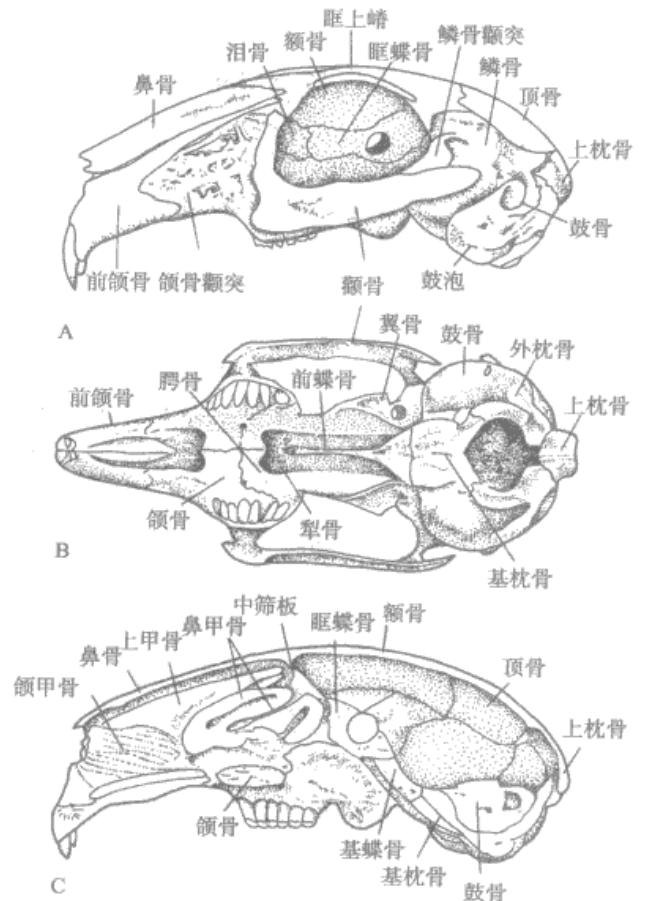 眶上嵴
额骨
鳞骨颧突
泪骨
眶蝶骨
鳞骨
鼻骨
顶骨
上枕骨
鼓骨
前颌骨
颌骨颧突
颧骨
鼓泡
A
翼骨
鼓骨
外枕骨
腭骨
前蝶骨
前颌骨
上枕骨
颌骨
犁骨
B
基枕骨
中筛板
鼻甲骨
眶蝶骨
额骨
上甲骨
鼻骨
顶骨
颌甲骨
上枕骨
颌骨
基蝶骨
基枕骨
C
鼓骨